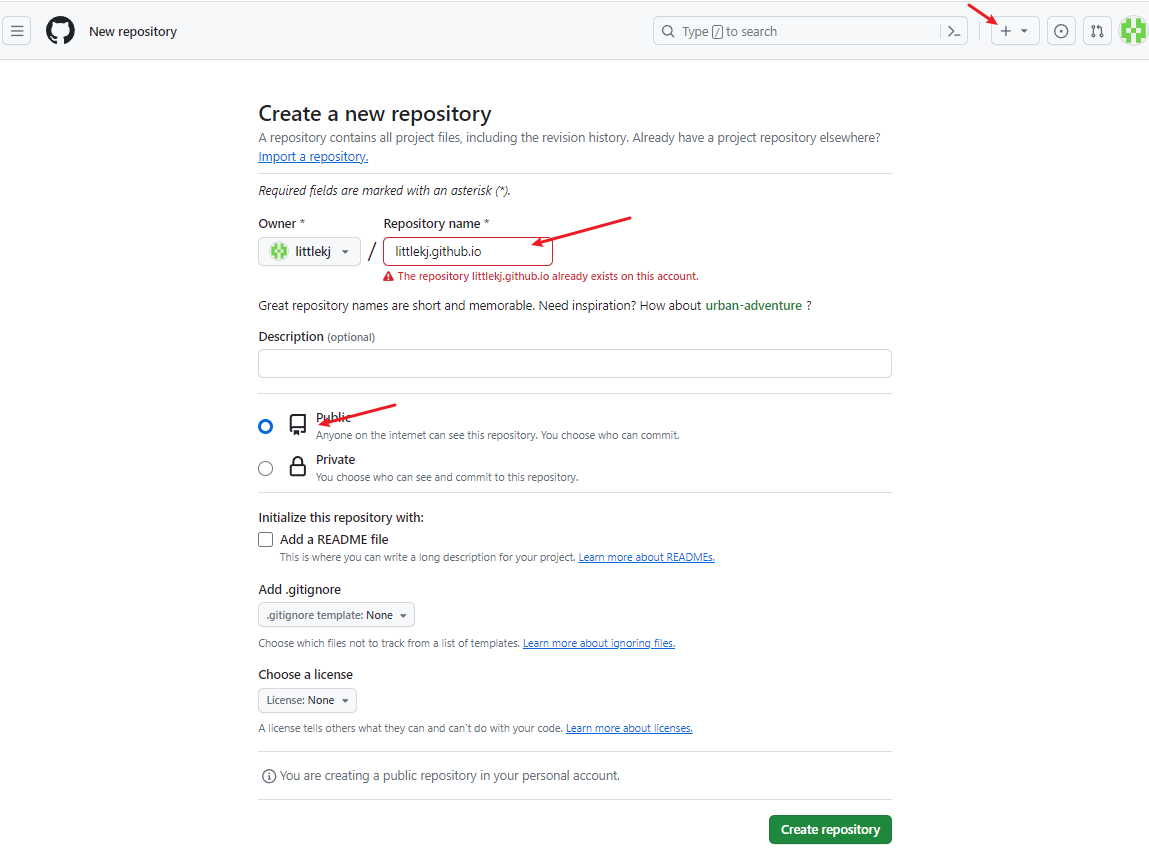 New repository
Type / to search
Create a new repository
A repository contains all project files, including the revision history. Already have a project repository elsewhere?
Import a repository.
Required fields are marked with an asterisk (*).
Owner * Repository name *
littlekj / littlekj.github.io
The repository littlekj.github.io already exists on this account.
Great repository names are short and memorable. Need inspiration? How about urban-adventure ?
Description (optional)
Public
Anyone on the internet can see this repository. You choose who can commit.
Private
You choose who can see and commit to this repository.
Initialize this repository with:
Add a README file
This is where you can write a long description for your project. Learn more about READMEs.
Add .gitignore
.gitignore template: None
Choose which files not to track from a list of templates. Learn more about ignoring files.
Choose a license
License: None
A license tells others what they can and can't do with your code. Learn more about licenses.
You are creating a public repository in your personal account.
Create repository